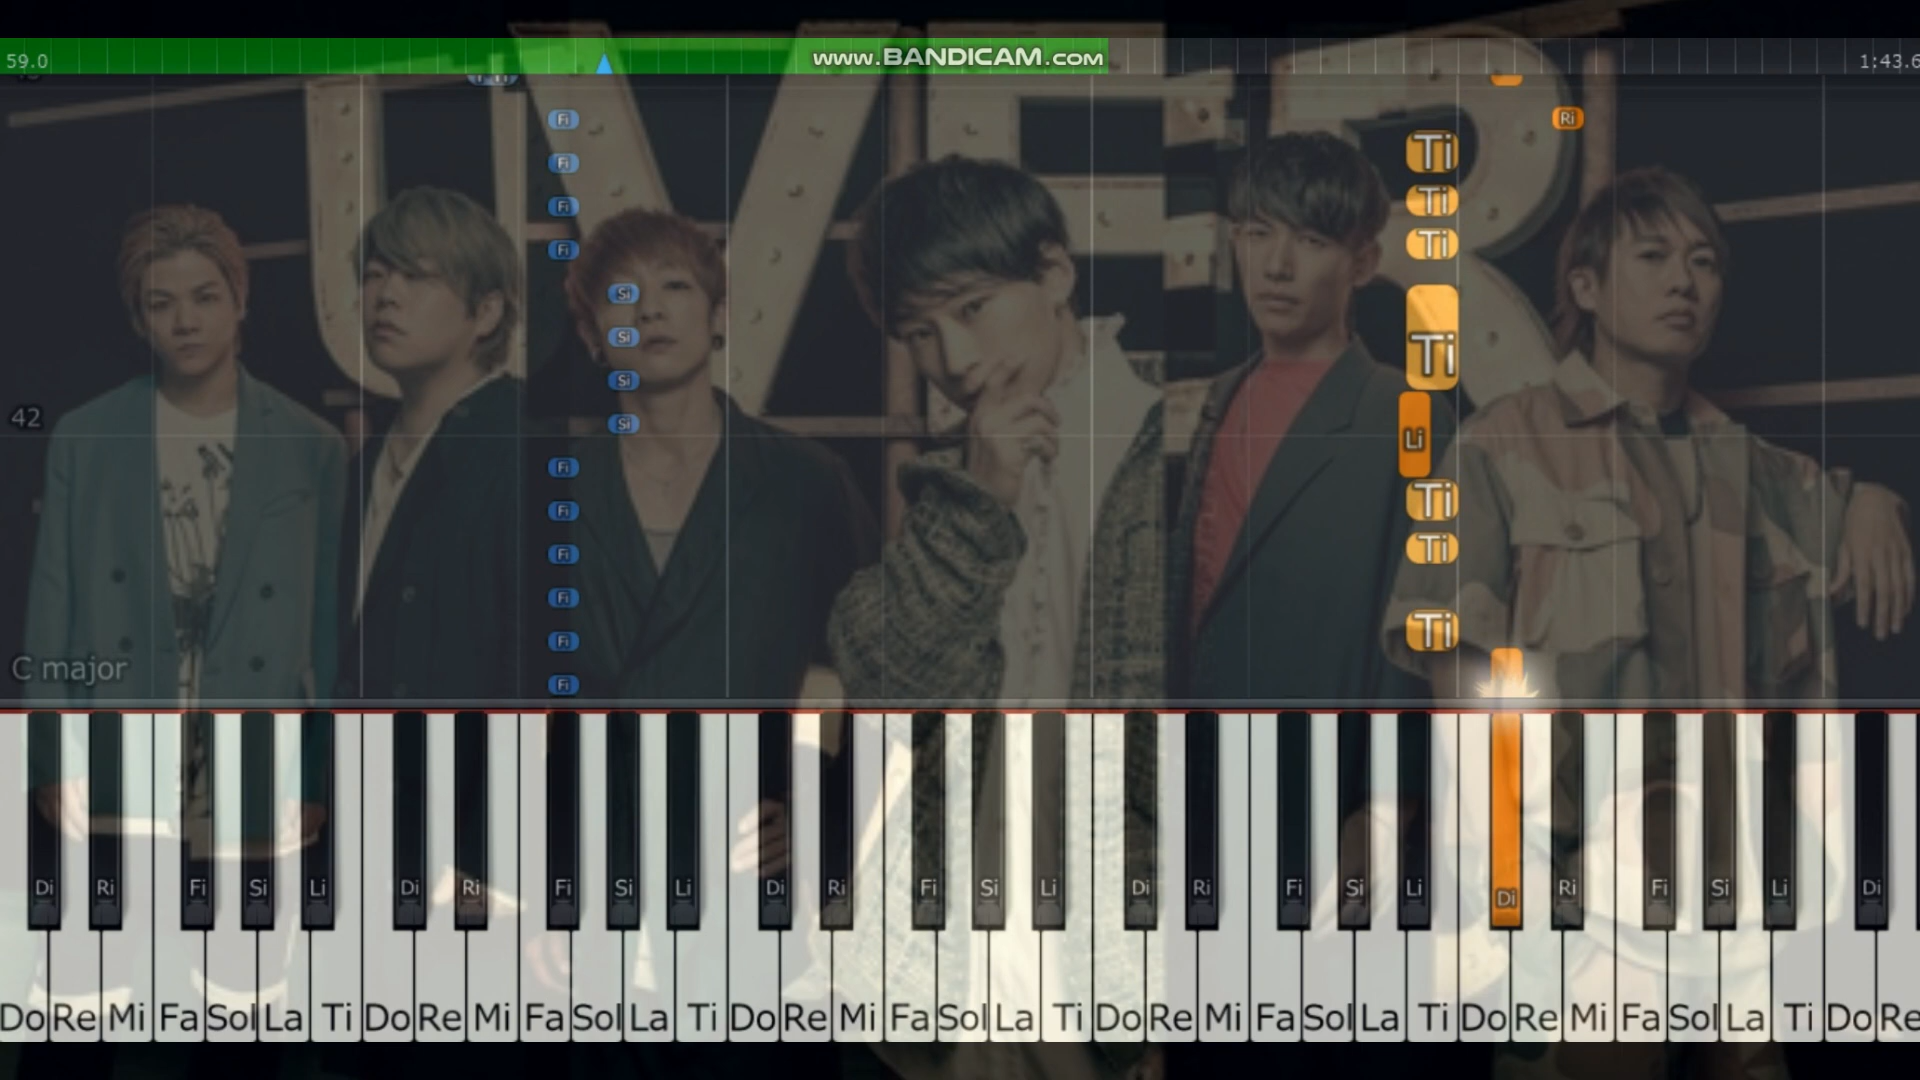 59.0
www.BANDICAM.com
1:43.6
UVER
Fi
Ri
Fi
Ti
Fi
Ti
Fi
Ti
Si
Si
Ti
Si
42
Si
Li
Fi
Ti
Fi
Fi
Ti
Fi
Fi
Ti
C major
Fi
Di Ri Fi Si Li Di Ri Fi Si Li Di Ri Fi Si Li Di Ri Fi Si Li Di Ri Fi Si Li Di
Do Re Mi Fa Sol La Ti Do Re Mi Fa Sol La Ti Do Re Mi Fa Sol La Ti Do Re Mi Fa Sol La Ti Do Re Mi Fa Sol La Ti Do Re